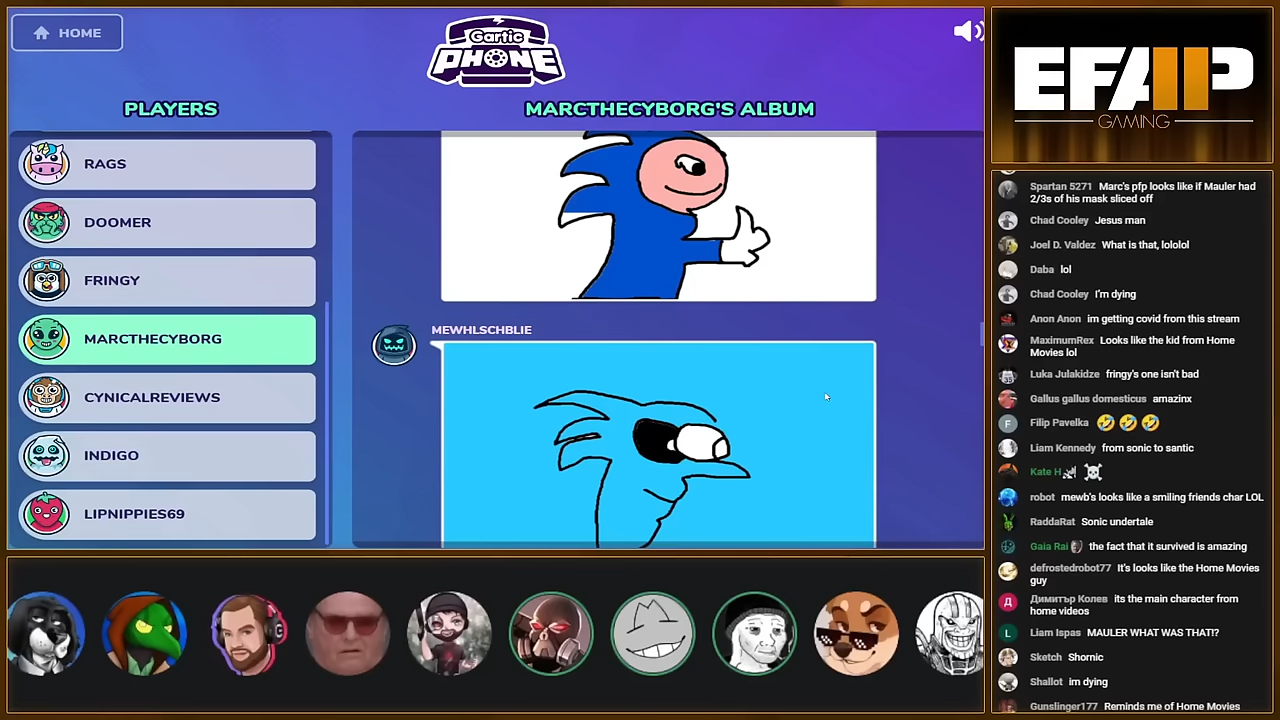 HOME
Gartic
PHONE
PLAYERS
MARCTHECYBORG'S ALBUM
RAGS
DOOMER
FRINGY
MARCTHECYBORG
CYNICALREVIEWS
INDIGO
LIPNIPPIES69
MEWHLSCHBLIE
EFAP
GAMING
Spartan 5271 Marc's pfp looks like if Mauler had
2/3s of his mask sliced off
Chad Cooley Jesus man
Joel D. Valdez What is that, lololol
Daba lol
Chad Cooley I'm dying
Anon Anon im getting covid from this stream
MaximumRex Looks like the kid from Home
Movies lol
Luka Julakidze fringy's one isn't bad
Gallus gallus domesticus amazinx
F
Filip Pavelka 🤣🤣🤣
Liam Kennedy from sonic to santic
Kate H ☠
robot mewb's looks like a smiling friends char LOL
RaddaRat Sonic undertale
Gaia Rai the fact that it survived is amazing
defrostedrobot77 It's looks like the Home Movies
guy
Д
Димитър Колев its the main character from
home videos
L
Liam Ispas MAULER WHAT WAS THAT!?
Sketch Shornic
Shallot im dying
Gunslinger177 Reminds me of Home Movies